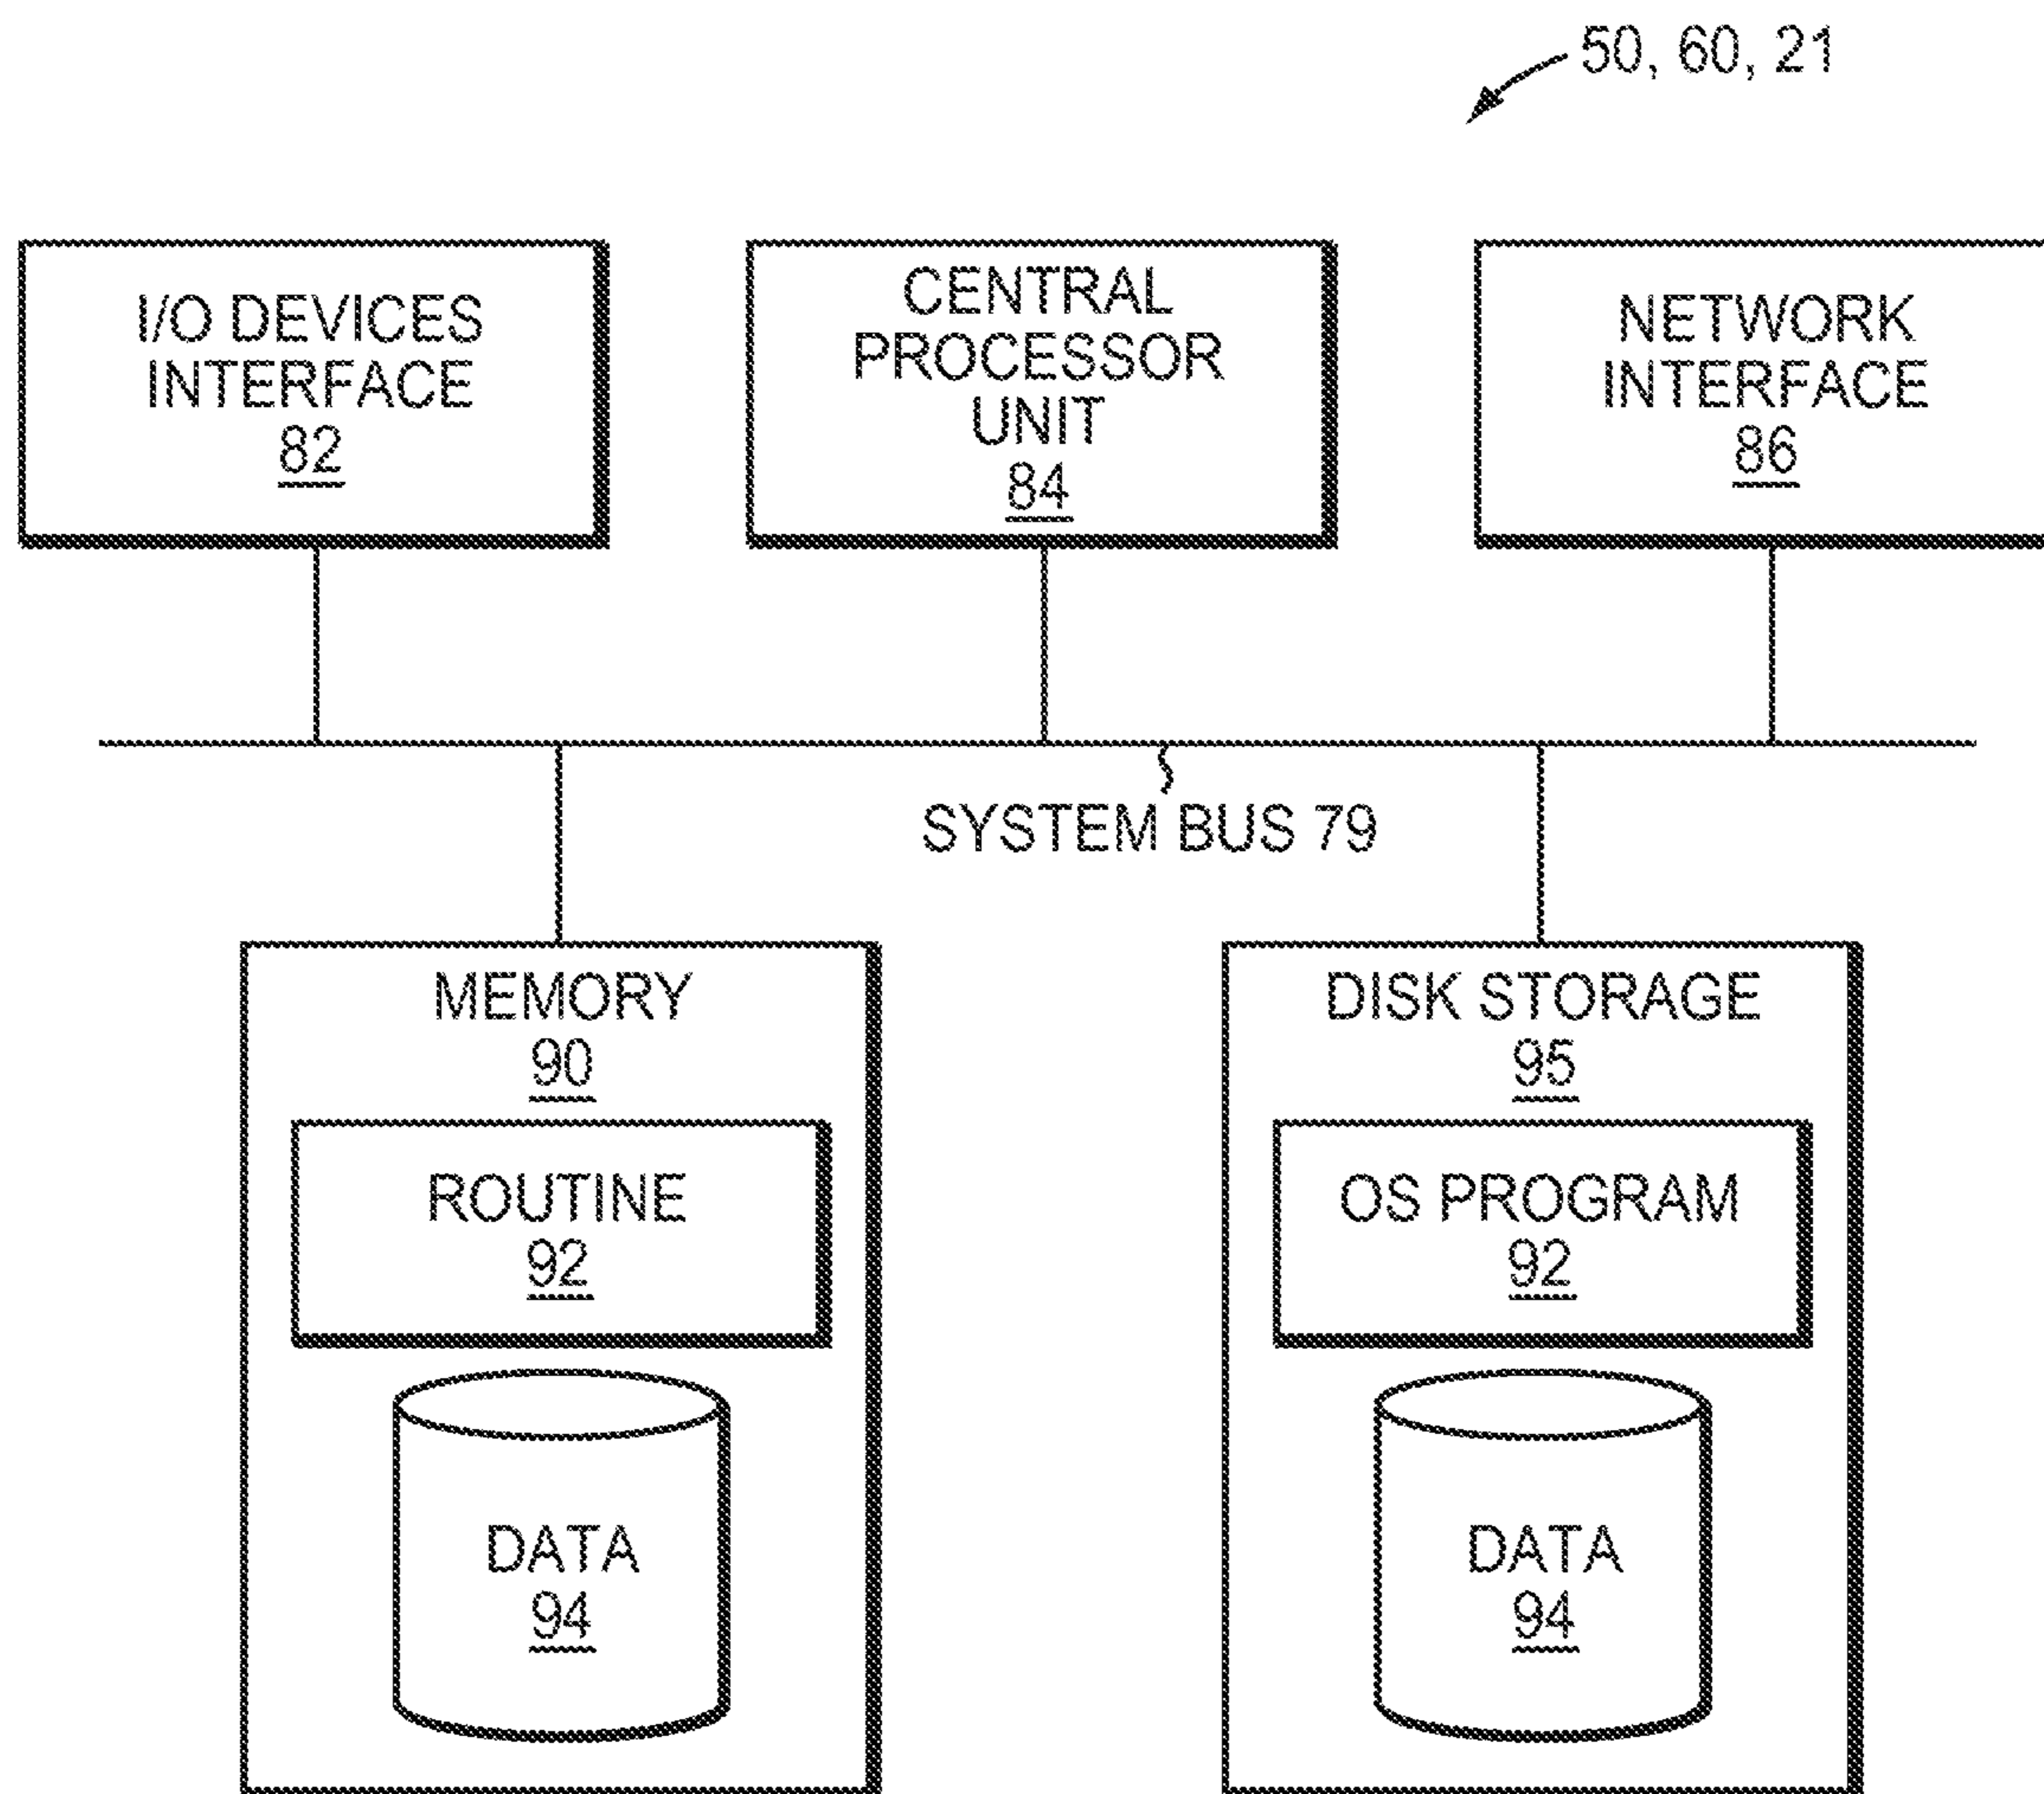 50, 60, 21
I/O DEVICES
INTERFACE
82
CENTRAL
PROCESSOR
UNIT
84
NETWORK
INTERFACE
86
SYSTEM BUS 79
MEMORY
90
ROUTINE
92
DATA
94
DISK STORAGE
95
OS PROGRAM
92
DATA
94